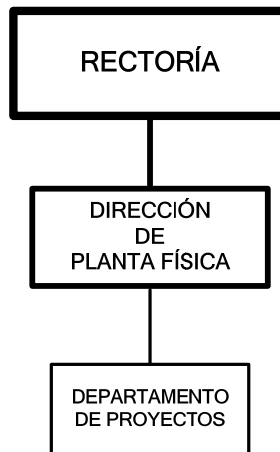 RECTORÍA
DIRECCIÓN
DE
PLANTA FÍSICA
DEPARTAMENTO
DE PROYECTOS